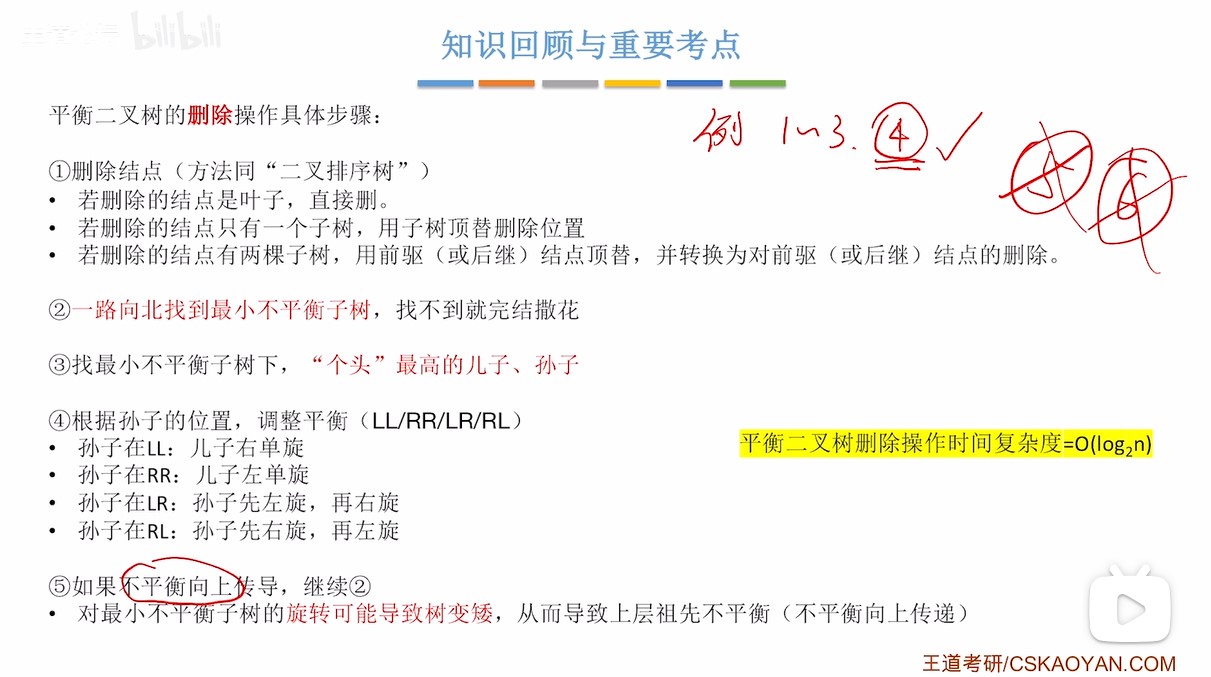 bilibili
知识回顾与重要考点
平衡二叉树的删除操作具体步骤：
例 1~3. ④ ✓
5 6
①删除结点（方法同“二叉排序树”）
• 若删除的结点是叶子，直接删。
• 若删除的结点只有一个子树，用子树顶替删除位置
• 若删除的结点有两棵子树，用前驱（或后继）结点顶替，并转换为对前驱（或后继）结点的删除。
②一路向北找到最小不平衡子树，找不到就完结撒花
③找最小不平衡子树下，“个头”最高的儿子、孙子
④根据孙子的位置，调整平衡（LL/RR/LR/RL）
• 孙子在LL：儿子右单旋
• 孙子在RR：儿子左单旋
• 孙子在LR：孙子先左旋，再右旋
• 孙子在RL：孙子先右旋，再左旋
平衡二叉树删除操作时间复杂度=O(log₂n)
⑤如果不平衡向上传导，继续②
• 对最小不平衡子树的旋转可能导致树变矮，从而导致上层祖先不平衡（不平衡向上传递）
王道考研/CSKAOYAN.COM